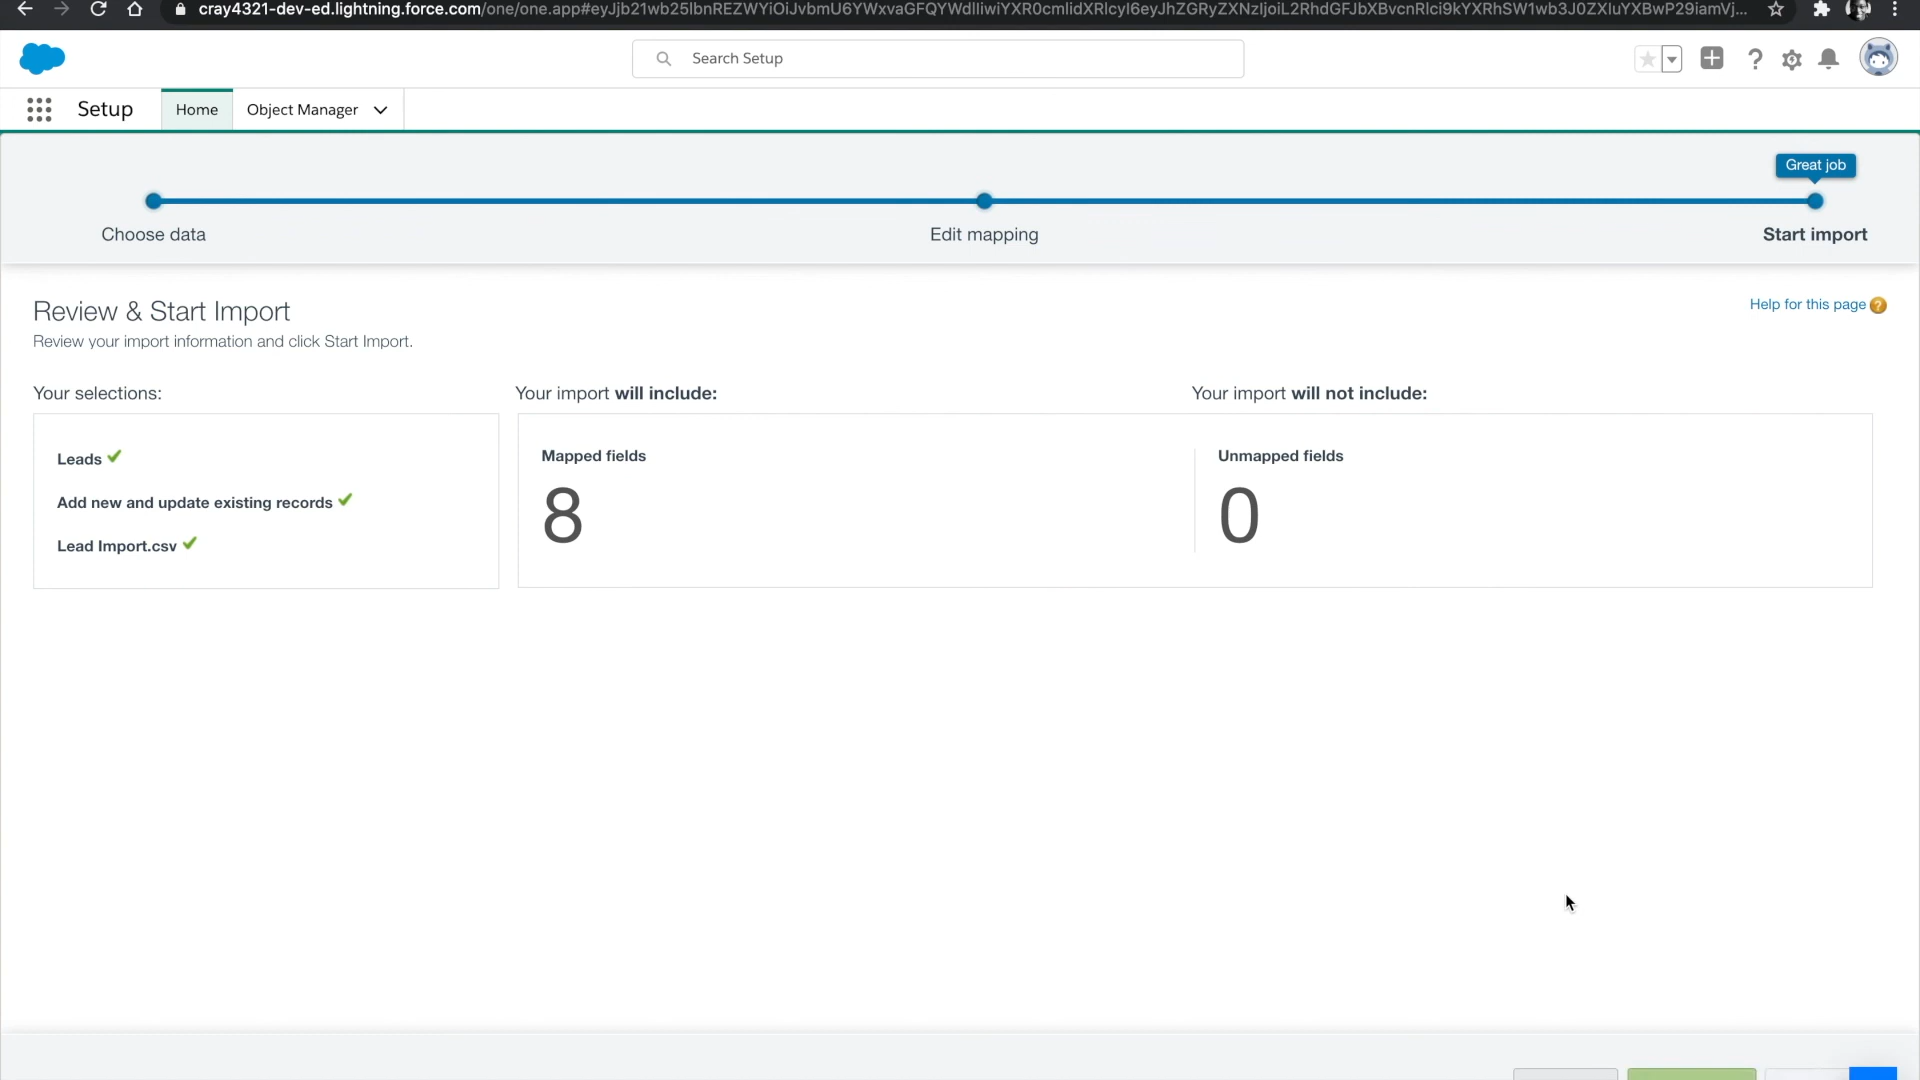 cray4321-dev-ed.lightning.force.com/one/one.app#
Search Setup
Setup
Home
Object Manager
Great job
Choose data
Edit mapping
Start import
Review & Start Import
Help for this page
Review your import information and click Start Import.
Your selections:
Your import will include:
Your import will not include:
Leads
Mapped fields
Unmapped fields
Add new and update existing records
8
0
Lead Import.csv